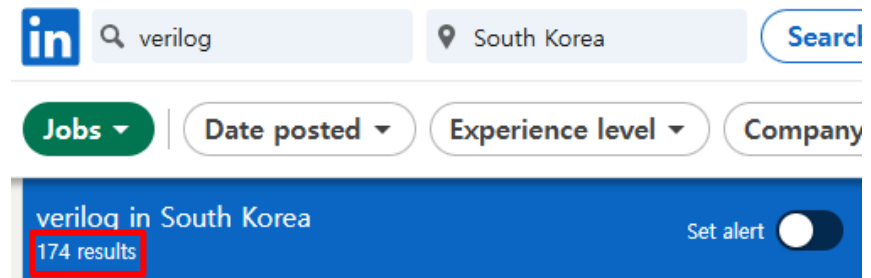 in verilog South Korea Search
Jobs Date posted Experience level Company
verilog in South Korea
174 results
Set alert